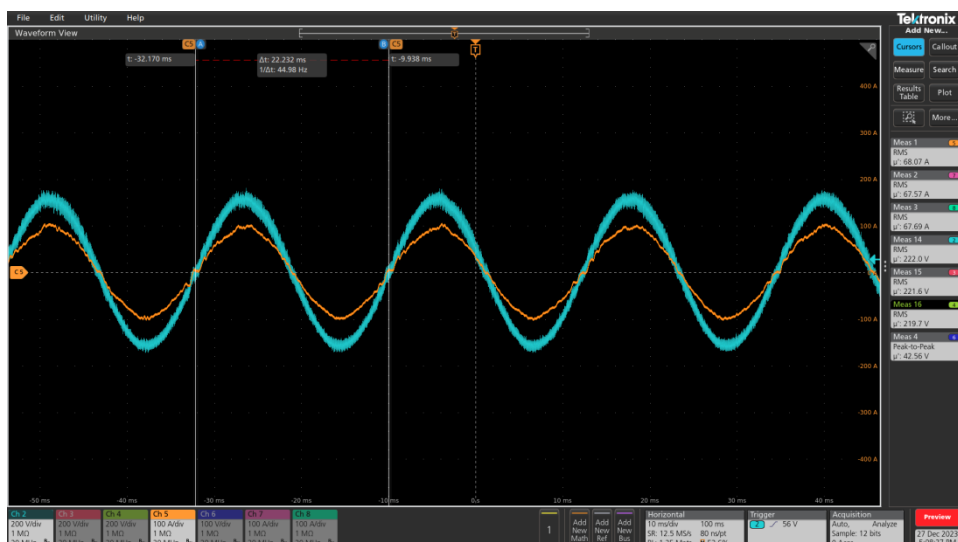 File Edit Utility Help
Tektronix
Waveform View
Add New...
C5 A
B C5
T
t: -32.170 ms
Δt: 22.232 ms
1/Δt: 44.98 Hz
t: -9.938 ms
Cursors Callout
Measure Search
Results Table Plot
More...
400 A
300 A
200 A
100 A
C5
-100 A
-200 A
-300 A
-400 A
-50 ms -40 ms -30 ms -20 ms -10 ms 0 s 10 ms 20 ms 30 ms 40 ms
Meas 1 5
RMS
µ': 68.07 A
Meas 2
RMS
µ': 67.57 A
Meas 3
RMS
µ': 67.69 A
Meas 14 2
RMS
µ': 222.0 V
Meas 15 3
RMS
µ': 221.6 V
Meas 16 4
RMS
µ': 219.7 V
Meas 4 6
Peak-to-Peak
µ': 42.56 V
Ch 2
200 V/div
1 MΩ
Ch 3
200 V/div
1 MΩ
Ch 4
200 V/div
1 MΩ
Ch 5
100 A/div
1 MΩ
Ch 6
100 V/div
1 MΩ
Ch 7
100 A/div
1 MΩ
Ch 8
100 A/div
1 MΩ
1
Add New Math
Add New Ref
Add New Bus
Horizontal
10 ms/div 100 ms
SR: 12.5 MS/s 80 ns/pt
Trigger
2 56 V
Acquisition
Auto, Analyze
Sample: 12 bits
Preview
27 Dec 2023